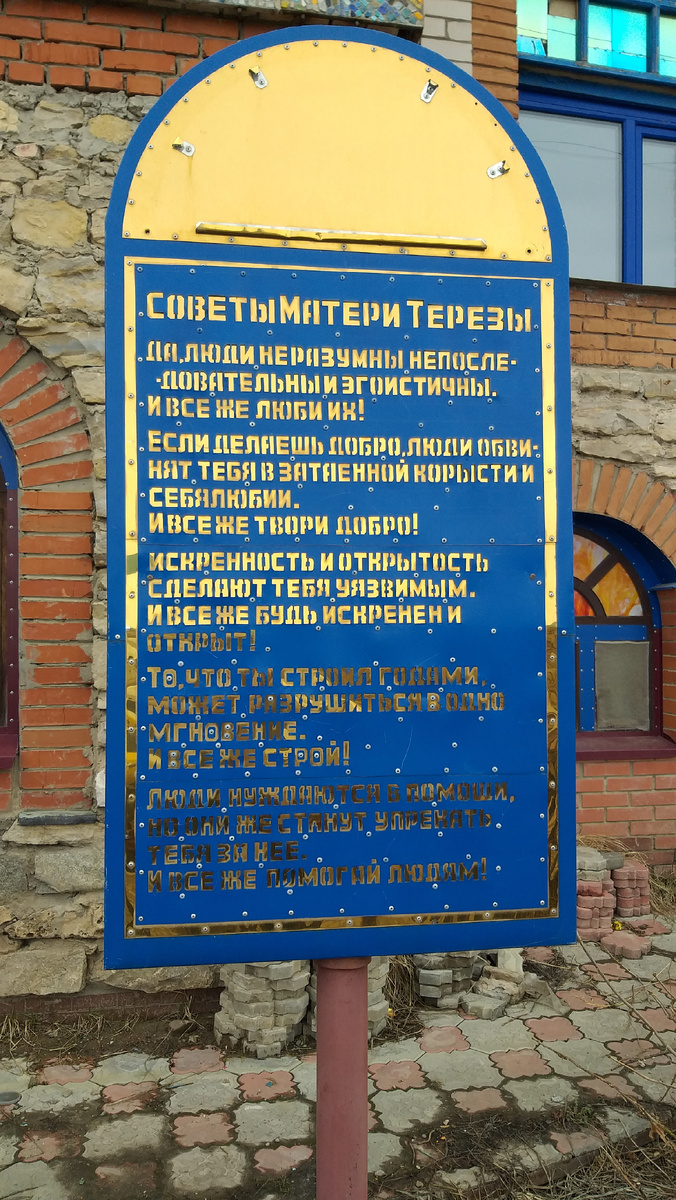 СОВЕТЫ МАТЕРИ ТЕРЕЗЫ
ДА, ЛЮДИ НЕРАЗУМНЫ НЕПОСЛЕ-
-ДОВАТЕЛЬНЫ И ЭГОИСТИЧНЫ.
И ВСЕ ЖЕ ЛЮБИ ИХ!
ЕСЛИ ДЕЛАЕШЬ ДОБРО, ЛЮДИ ОБВИ-
НЯТ ТЕБЯ В ЗАТАЕННОЙ КОРЫСТИ И
СЕБЯЛЮБИИ.
И ВСЕ ЖЕ ТВОРИ ДОБРО!
ИСКРЕННОСТЬ И ОТКРЫТОСТЬ
СДЕЛАЮТ ТЕБЯ УЯЗВИМЫМ.
И ВСЕ ЖЕ БУДЬ ИСКРЕНЕН И
ОТКРЫТ!
ТО, ЧТО ТЫ СТРОИЛ ГОДАМИ,
МОЖЕТ РАЗРУШИТЬСЯ В ОДНО
МГНОВЕНИЕ.
И ВСЕ ЖЕ СТРОЙ!
ЛЮДИ НУЖДАЮТСЯ В ПОМОЩИ,
НО ОНИ ЖЕ СТАНУТ УПРЕКАТЬ
ТЕБЯ ЗА НЕЕ.
И ВСЕ ЖЕ ПОМОГАЙ ЛЮДЯМ!